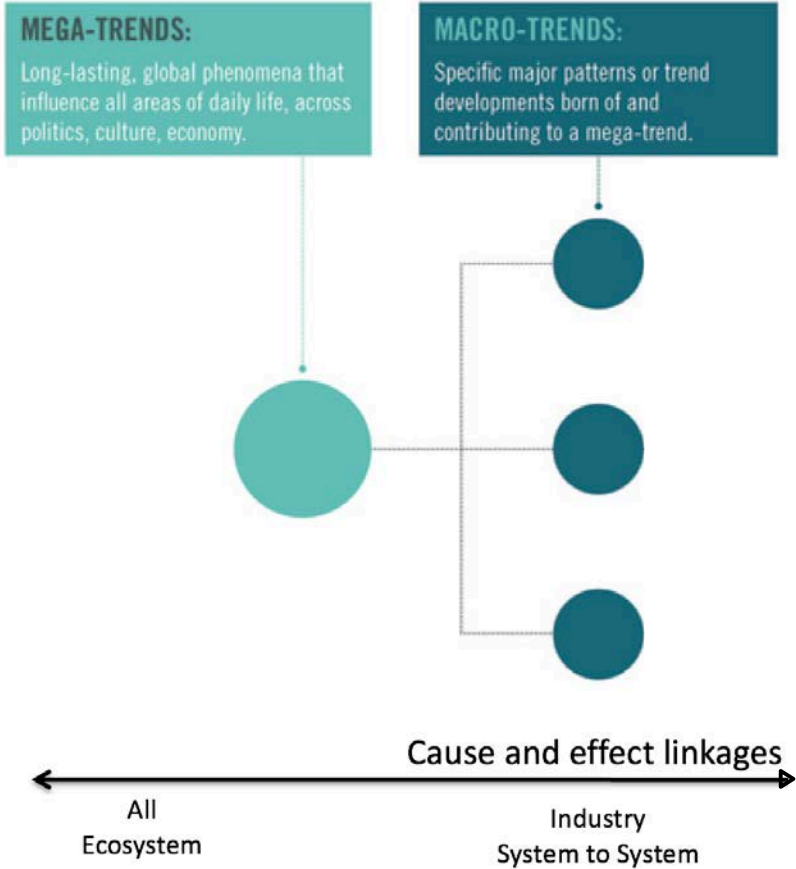 MEGA-TRENDS:
Long-lasting, global phenomena that
influence all areas of daily life, across
politics, culture, economy.
MACRO-TRENDS:
Specific major patterns or trend
developments born of and
contributing to a mega-trend.
Cause and effect linkages
All
Ecosystem
Industry
System to System